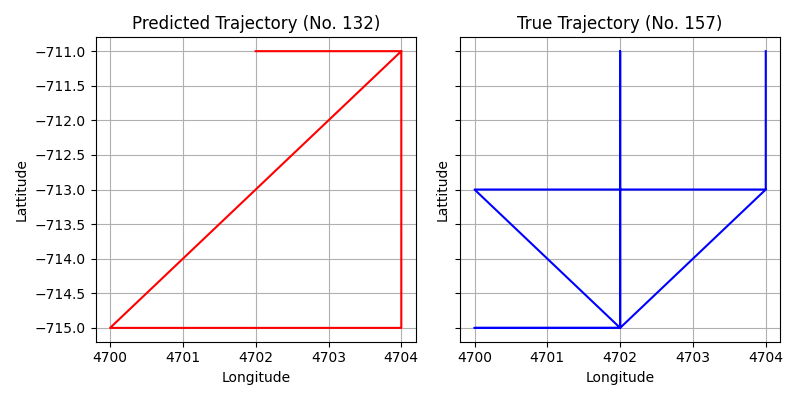 Predicted Trajectory (No. 132)
True Trajectory (No. 157)
Lattitude
−711.0
−711.5
−712.0
−712.5
−713.0
−713.5
−714.0
−714.5
−715.0
4700 4701 4702 4703 4704
Longitude
Lattitude
4700 4701 4702 4703 4704
Longitude